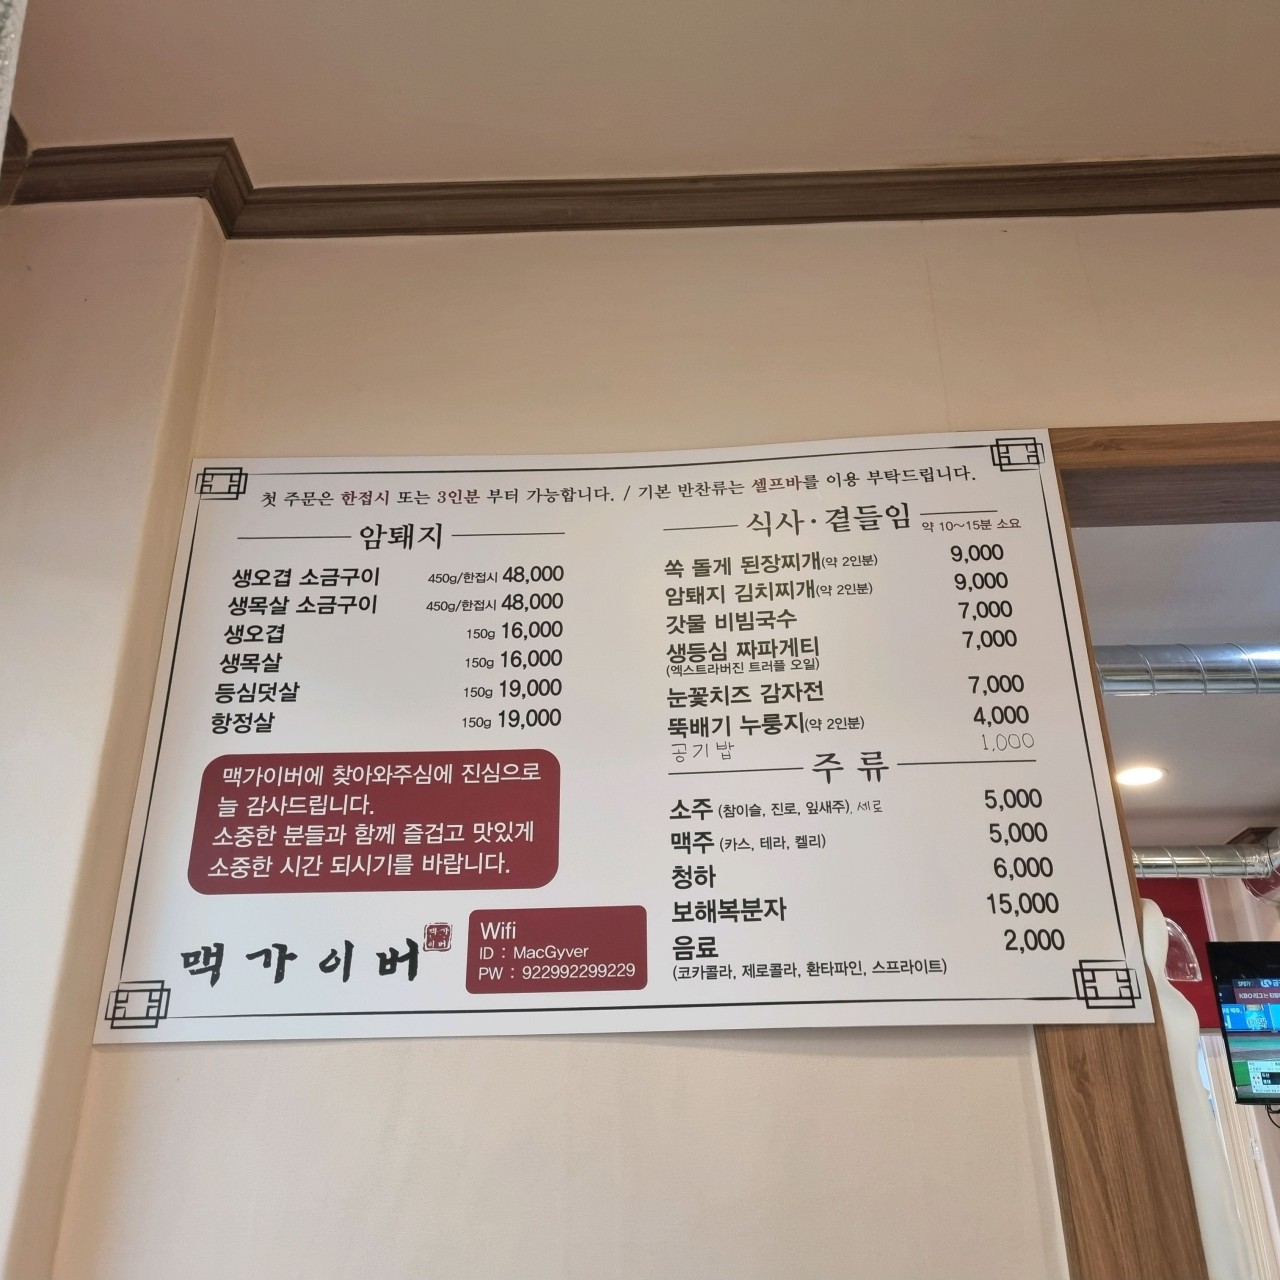 첫 주문은 한접시 또는 3인분 부터 가능합니다. / 기본 반찬류는 셀프바를 이용 부탁드립니다.
암퇘지
생오겹 소금구이 450g/한접시 48,000
생목살 소금구이 450g/한접시 48,000
생오겹 150g 16,000
생목살 150g 16,000
등심덧살 150g 19,000
항정살 150g 19,000
맥가이버에 찾아와주심에 진심으로
늘 감사드립니다.
소중한 분들과 함께 즐겁고 맛있게
소중한 시간 되시기를 바랍니다.
맥가이버
맥가
이버
Wifi
ID : MacGyver
PW : 922992299229
식사·곁들임 약 10~15분 소요
쏙 돌게 된장찌개(약 2인분) 9,000
암퇘지 김치찌개(약 2인분) 9,000
갓물 비빔국수 7,000
생등심 짜파게티 7,000
(엑스트라버진 트러플 오일)
눈꽃치즈 감자전 7,000
뚝배기 누룽지(약 2인분) 4,000
공기밥 1,000
주류
소주 (참이슬, 진로, 잎새주), 새로 5,000
맥주 (카스, 테라, 켈리) 5,000
청하 6,000
보해복분자 15,000
음료 2,000
(코카콜라, 제로콜라, 환타파인, 스프라이트)